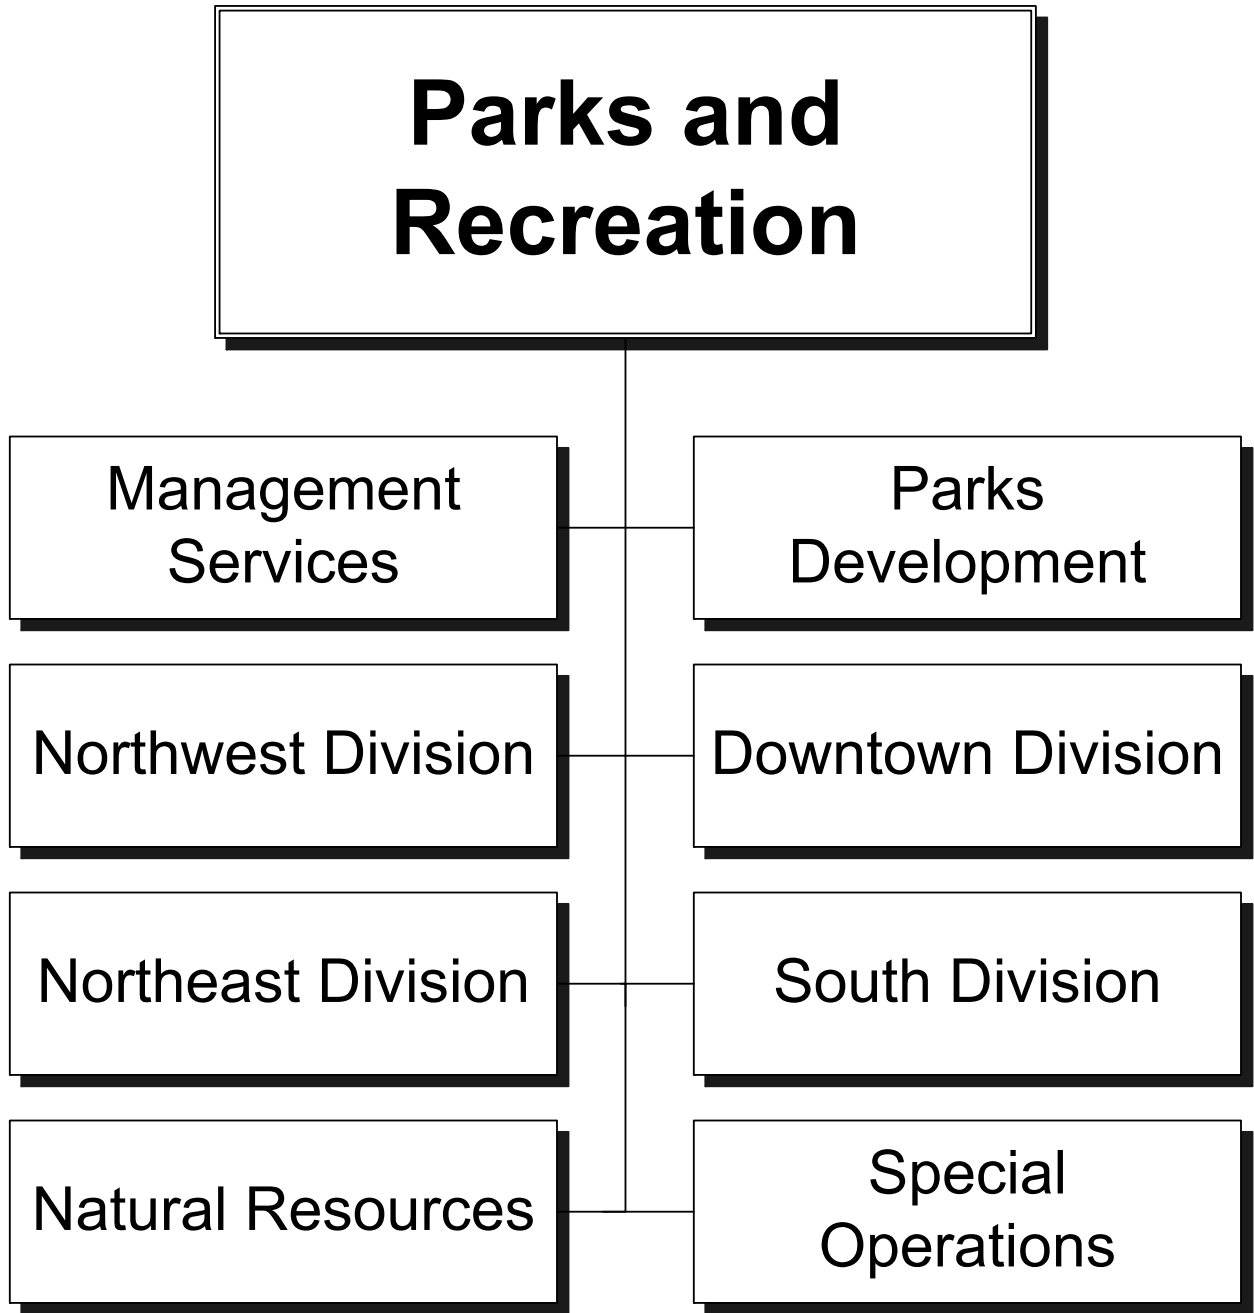 Parks and
Recreation
Management
Services
Parks
Development
Northwest Division
Downtown Division
Northeast Division
South Division
Natural Resources
Special
Operations